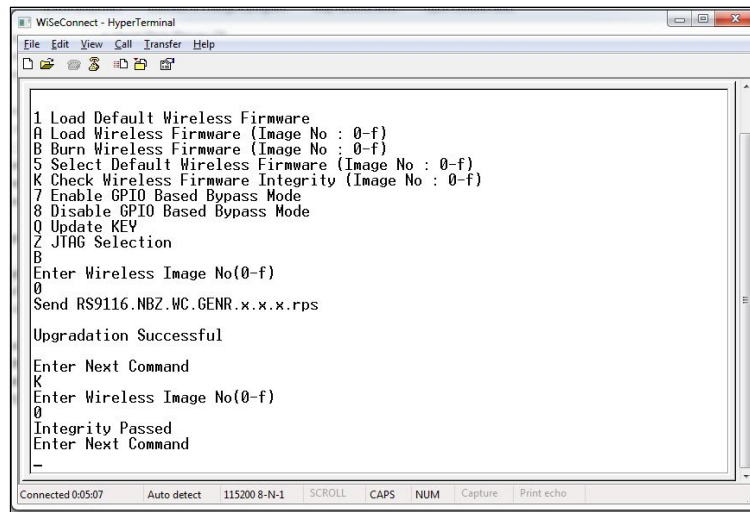 WiSeConnect - HyperTerminal
File Edit View Call Transfer Help
1 Load Default Wireless Firmware
A Load Wireless Firmware (Image No : 0-f)
B Burn Wireless Firmware (Image No : 0-f)
5 Select Default Wireless Firmware (Image No : 0-f)
K Check Wireless Firmware Integrity (Image No : 0-f)
7 Enable GPIO Based Bypass Mode
8 Disable GPIO Based Bypass Mode
Q Update KEY
Z JTAG Selection
B
Enter Wireless Image No(0-f)
0
Send RS9116.NBZ.WC.GENR.x.x.x.rps
Upgradation Successful
Enter Next Command
K
Enter Wireless Image No(0-f)
0
Integrity Passed
Enter Next Command
_
Connected 0:05:07 Auto detect 115200 8-N-1 SCROLL CAPS NUM Capture Print echo